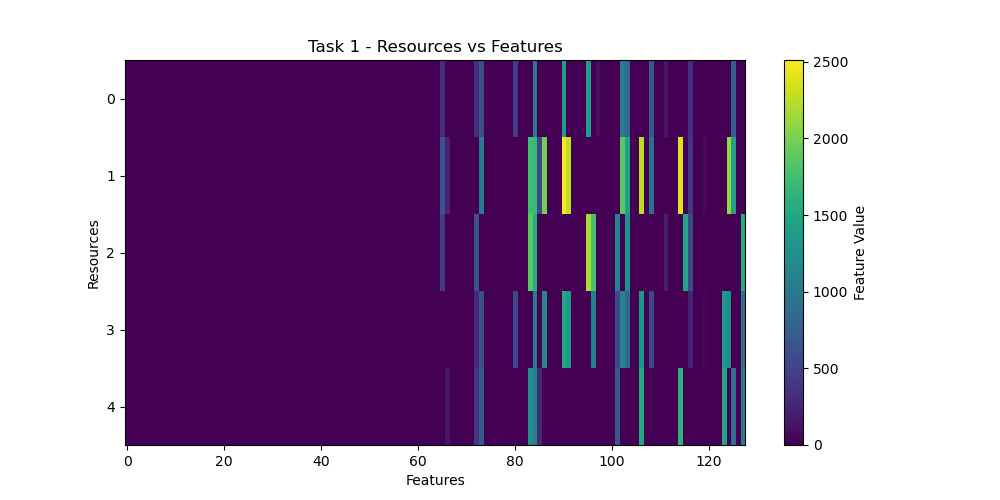 Task 1 - Resources vs Features
Resources
0
1
2
3
4
0 20 40 60 80 100 120
Features
2500
2000
1500
1000
500
0
Feature Value